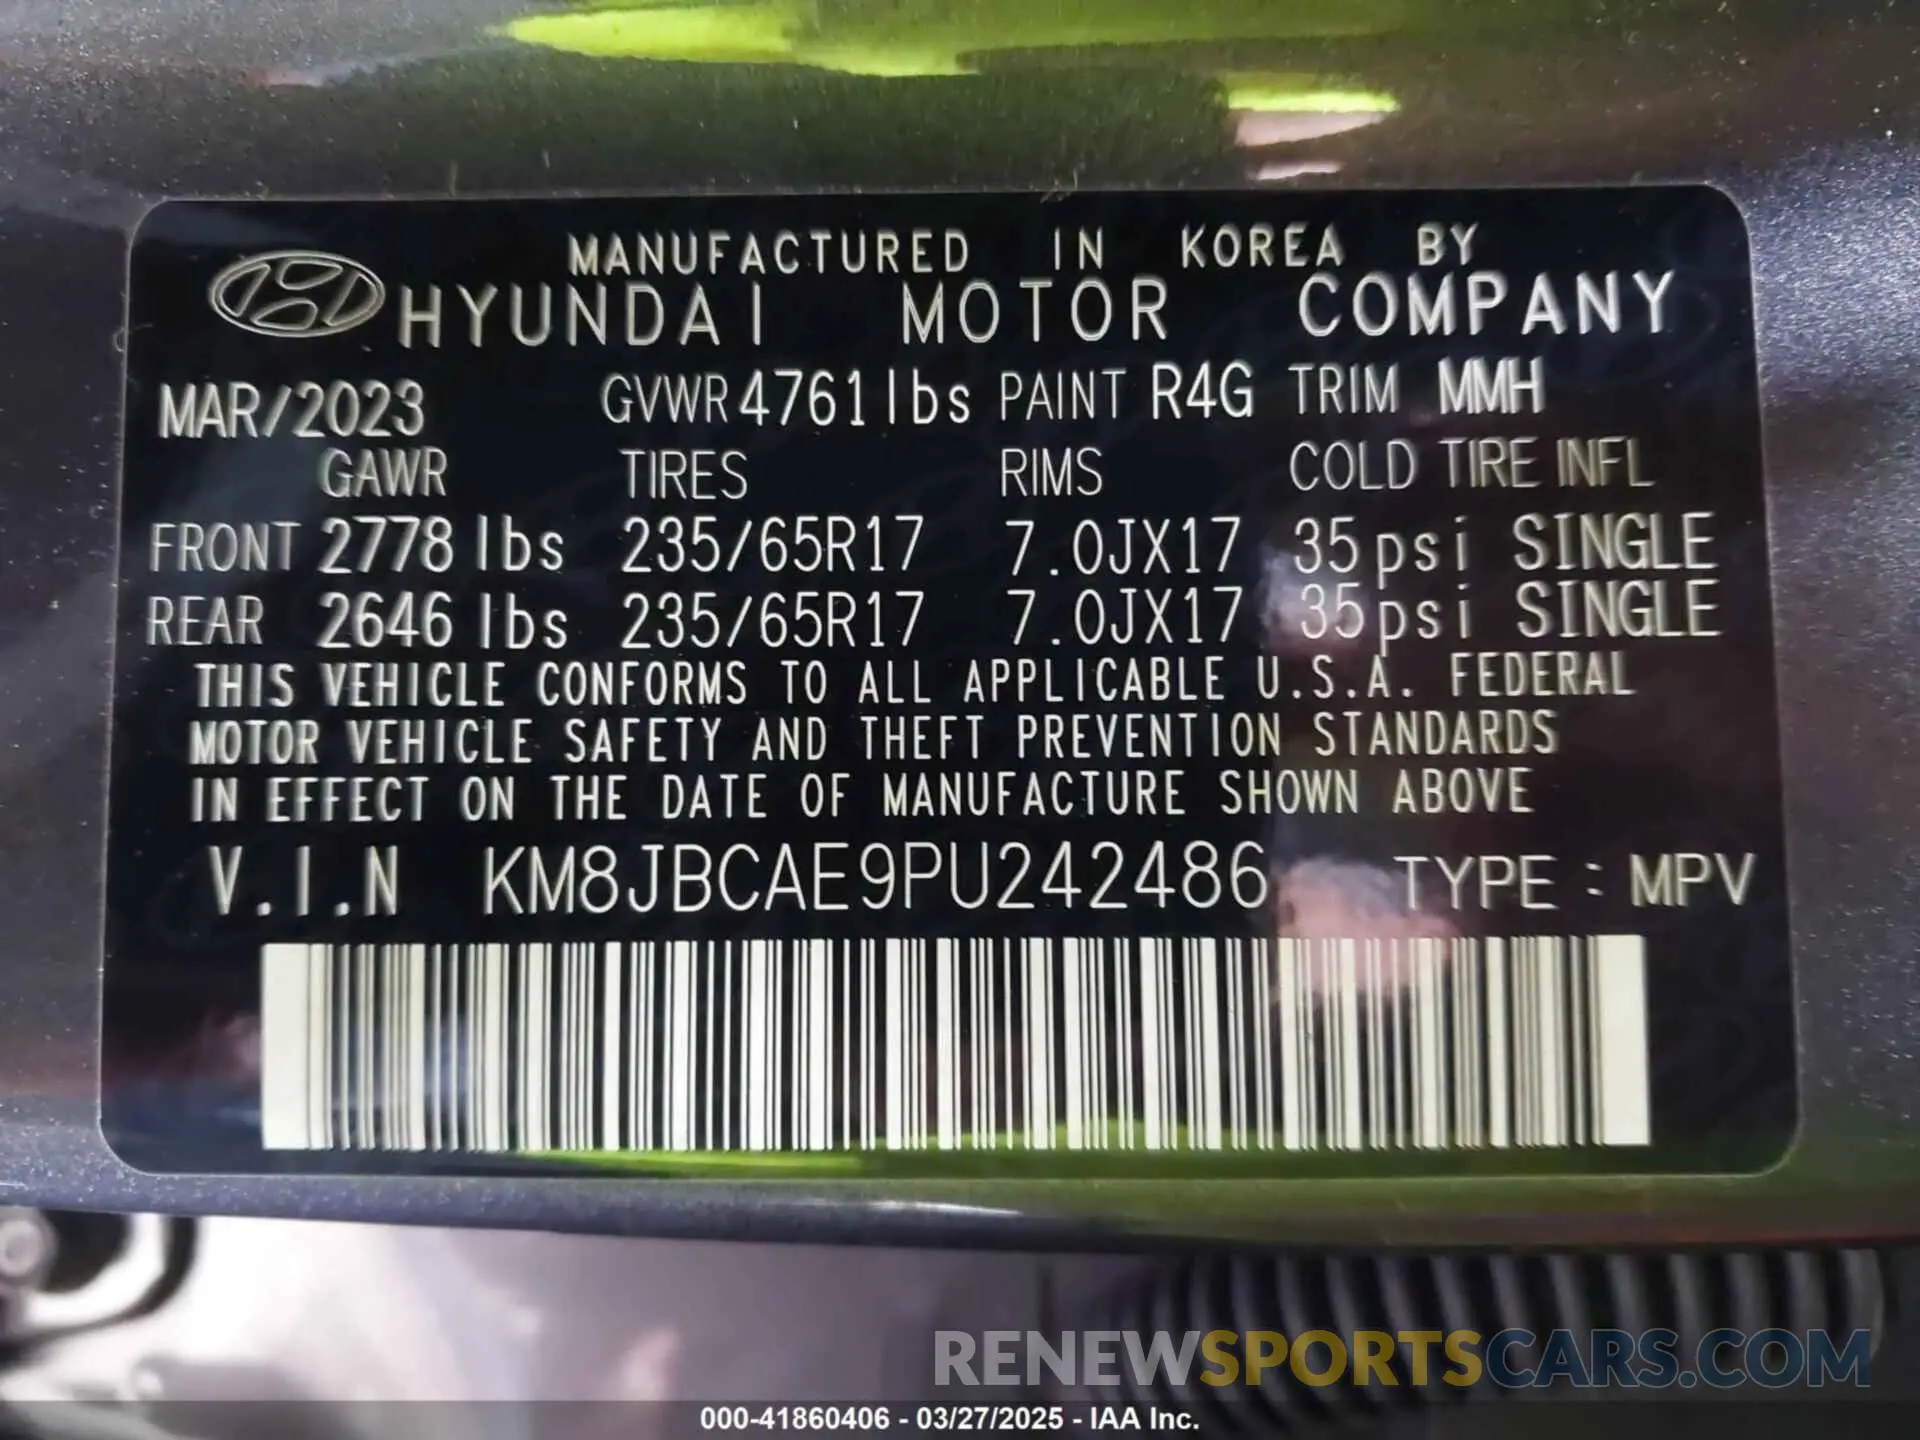 MANUFACTURED IN KOREA BY
HYUNDAI MOTOR COMPANY
MAR/2023 GVWR 4761 lbs PAINT R4G TRIM MMH
GAWR TIRES RIMS COLD TIRE INFL
FRONT 2778 lbs 235/65R17 7.0JX17 35psi SINGLE
REAR 2646 lbs 235/65R17 7.0JX17 35psi SINGLE
THIS VEHICLE CONFORMS TO ALL APPLICABLE U.S.A. FEDERAL
MOTOR VEHICLE SAFETY AND THEFT PREVENTION STANDARDS
IN EFFECT ON THE DATE OF MANUFACTURE SHOWN ABOVE
V.I.N KM8JBCAE9PU242486 TYPE : MPV
RENEWSPORTSCARS.COM
000-41860406 - 03/27/2025 - IAA Inc.